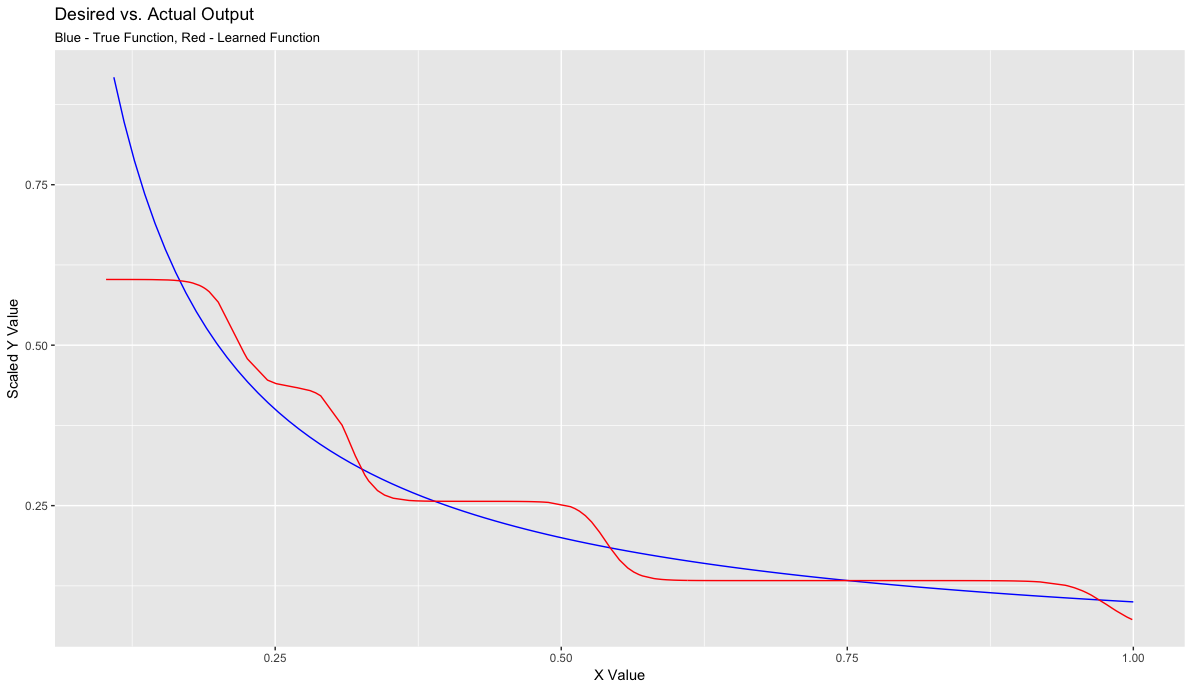 Desired vs. Actual Output
Blue - True Function, Red - Learned Function
Scaled Y Value
0.75
0.50
0.25
0.25
0.50
0.75
1.00
X Value